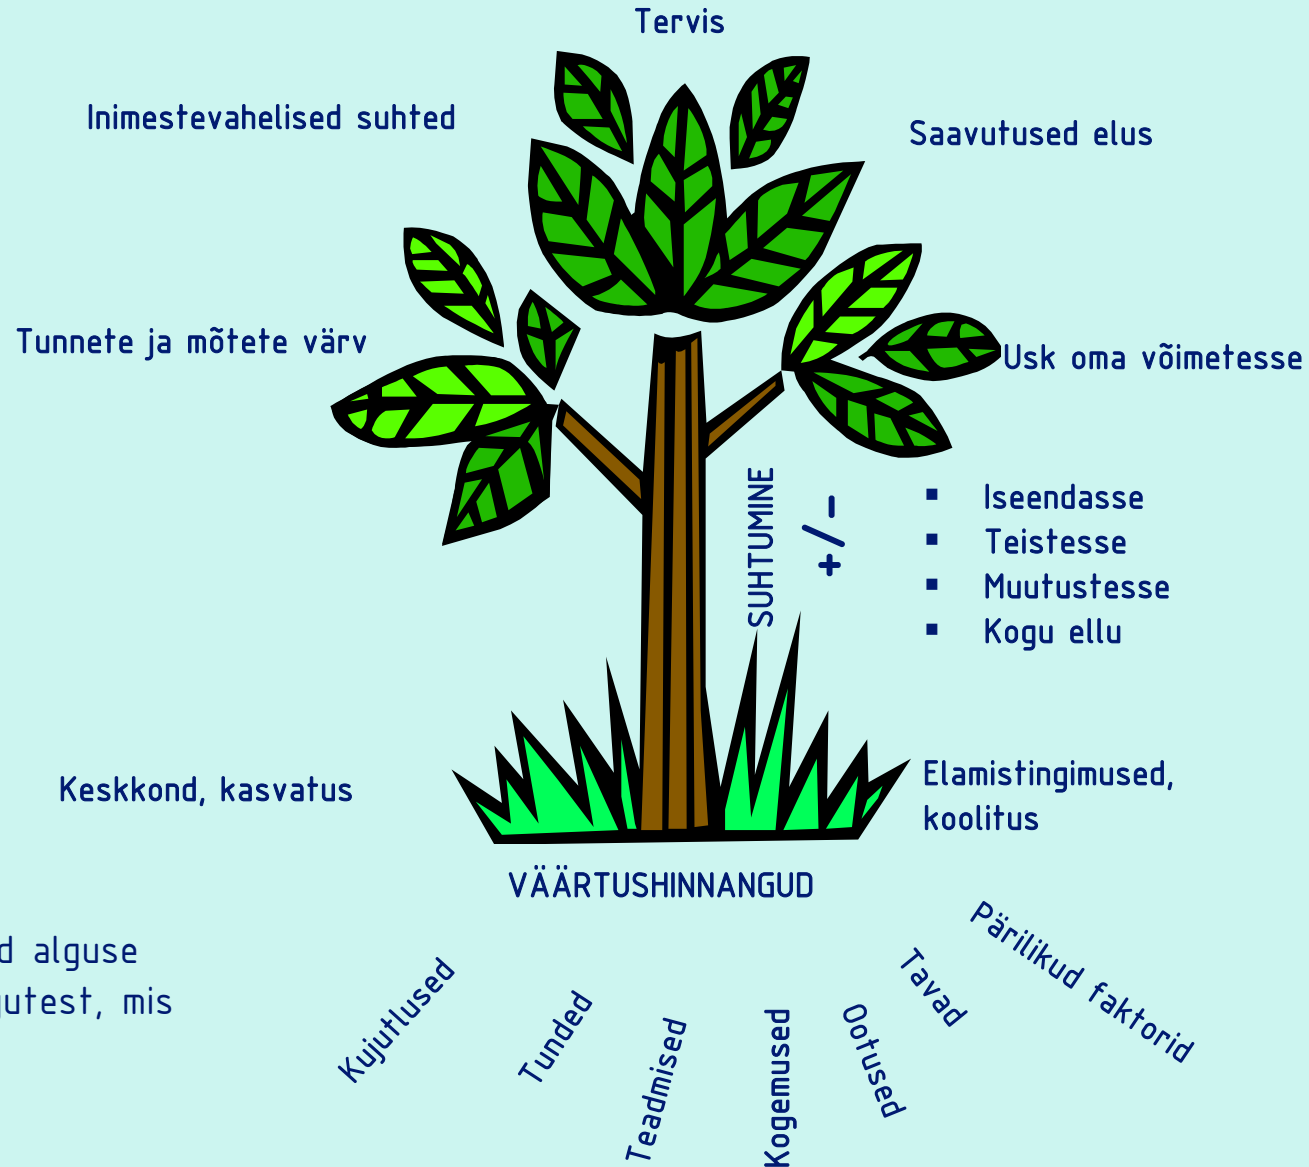 Tervis
Inimestevahelised suhted
Saavutused elus
Tunnete ja mõtete värv
Usk oma võimetesse
SUHTUMINE
+/-
▪ Iseendasse
▪ Teistesse
▪ Muutustesse
▪ Kogu ellu
Keskkond, kasvatus
Elamistingimused,
koolitus
VÄÄRTUSHINNANGUD
d alguse
gutest, mis
Kujutlused
Tunded
Teadmised
Kogemused
Ootused
Tavad
Pärilikud faktorid